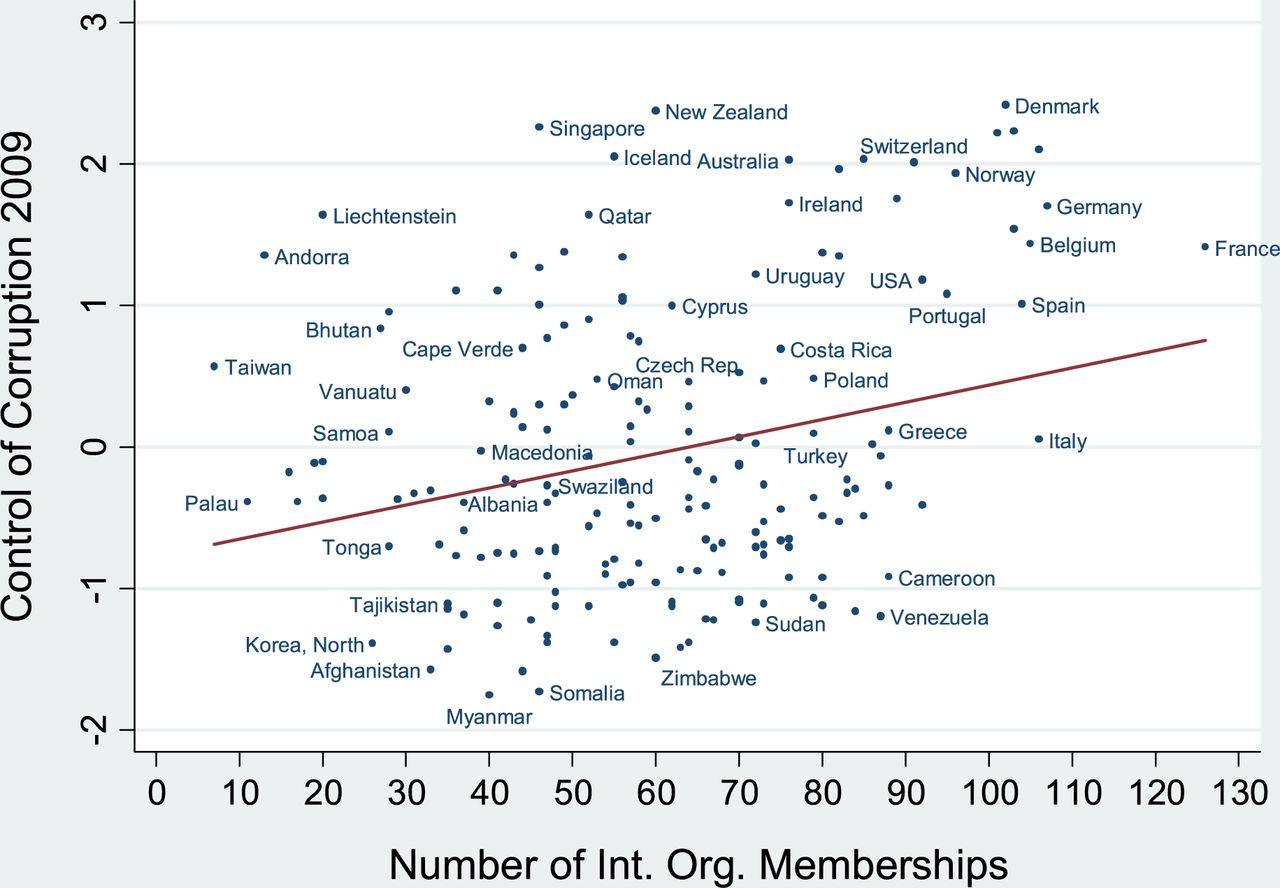 Control of Corruption 2009
3
2
1
0
-1
-2
New Zealand
Denmark
Singapore
Switzerland
Iceland
Australia
Norway
Ireland
Germany
Liechtenstein
Qatar
Belgium
France
Andorra
Uruguay
USA
Portugal
Spain
Cyprus
Bhutan
Cape Verde
Costa Rica
Taiwan
Czech Rep.
Oman
Poland
Vanuatu
Samoa
Greece
Italy
Macedonia
Turkey
Swaziland
Palau
Albania
Tonga
Cameroon
Tajikistan
Venezuela
Sudan
Korea, North
Afghanistan
Zimbabwe
Somalia
Myanmar
0 10 20 30 40 50 60 70 80 90 100 110 120 130
Number of Int. Org. Memberships